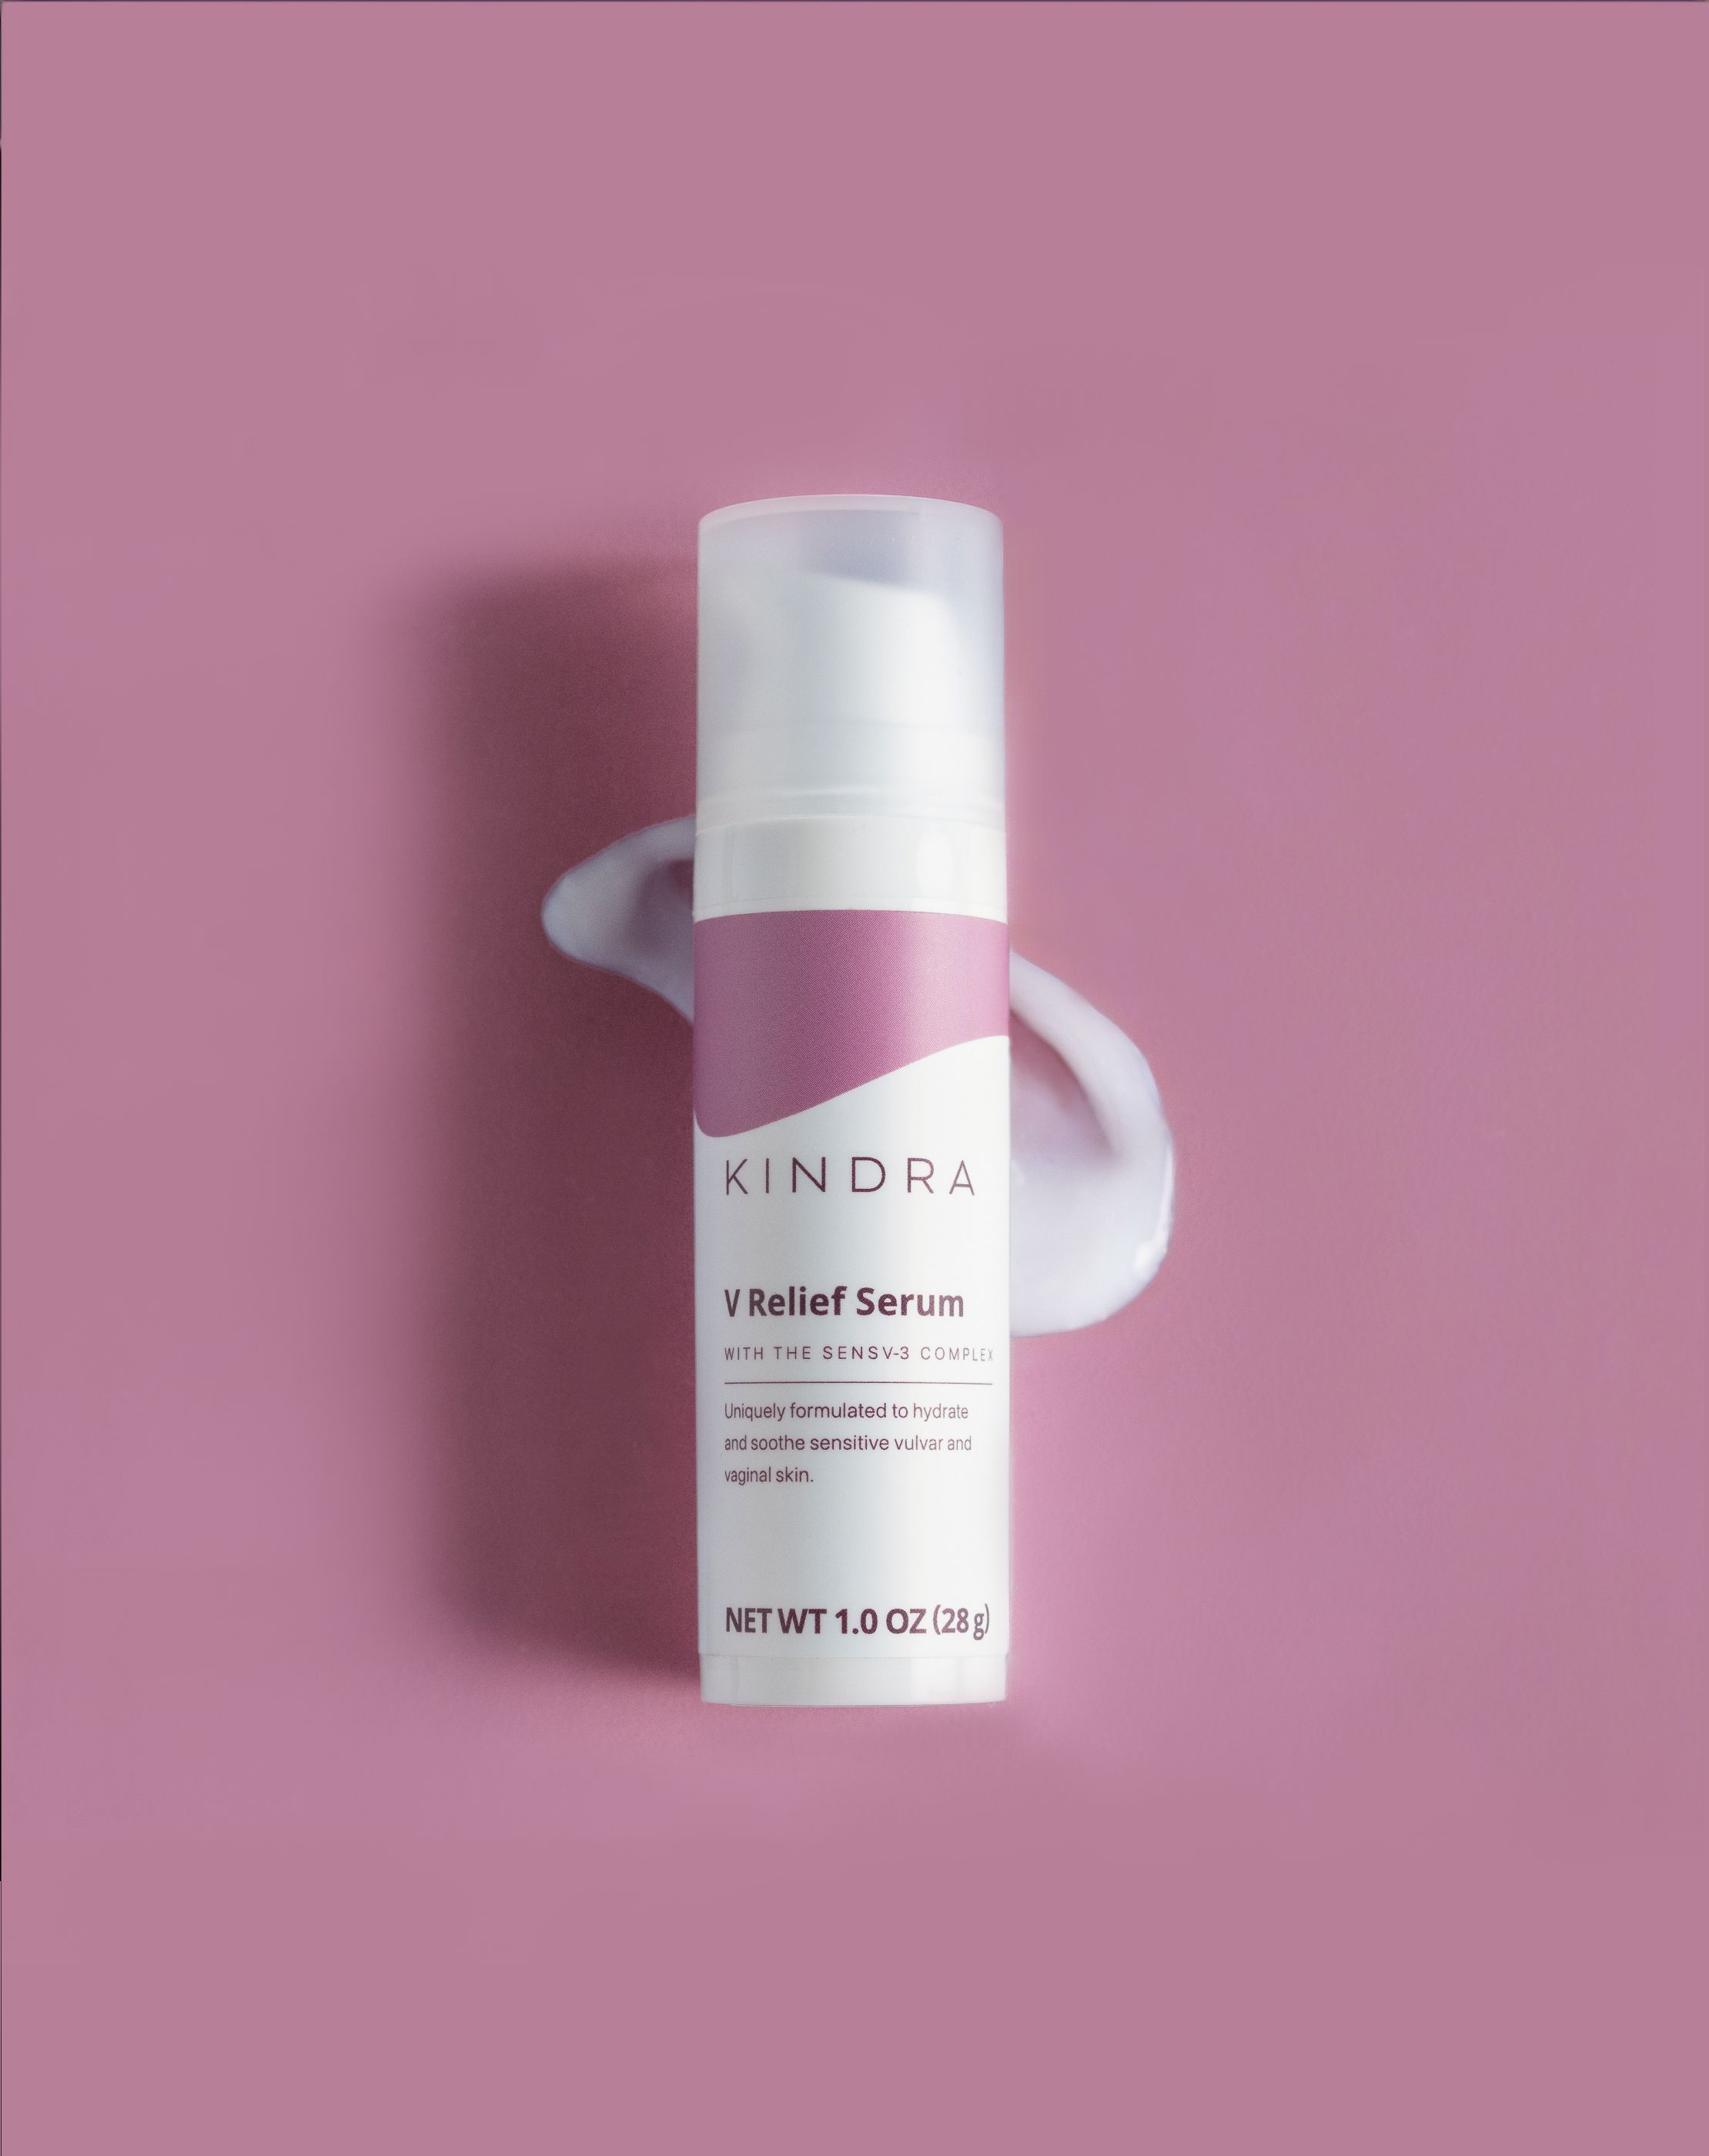 KINDRA
V Relief Serum
WITH THE SENSV-3 COMPLEX
Uniquely formulated to hydrate
and soothe sensitive vulvar and
vaginal skin.
NET WT 1.0 OZ (28 g)